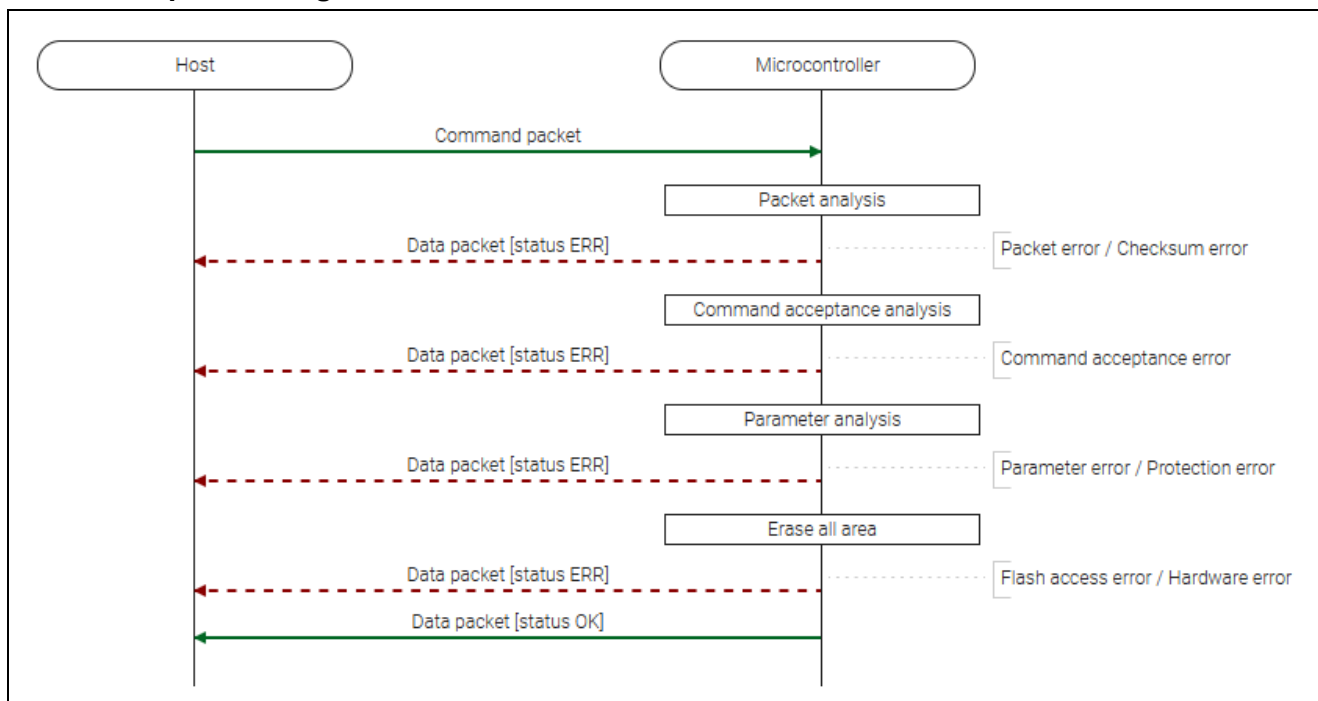 Host
Microcontroller
Command packet
Packet analysis
Data packet [status ERR]
Packet error / Checksum error
Command acceptance analysis
Data packet [status ERR]
Command acceptance error
Parameter analysis
Data packet [status ERR]
Parameter error / Protection error
Erase all area
Data packet [status ERR]
Flash access error / Hardware error
Data packet [status OK]